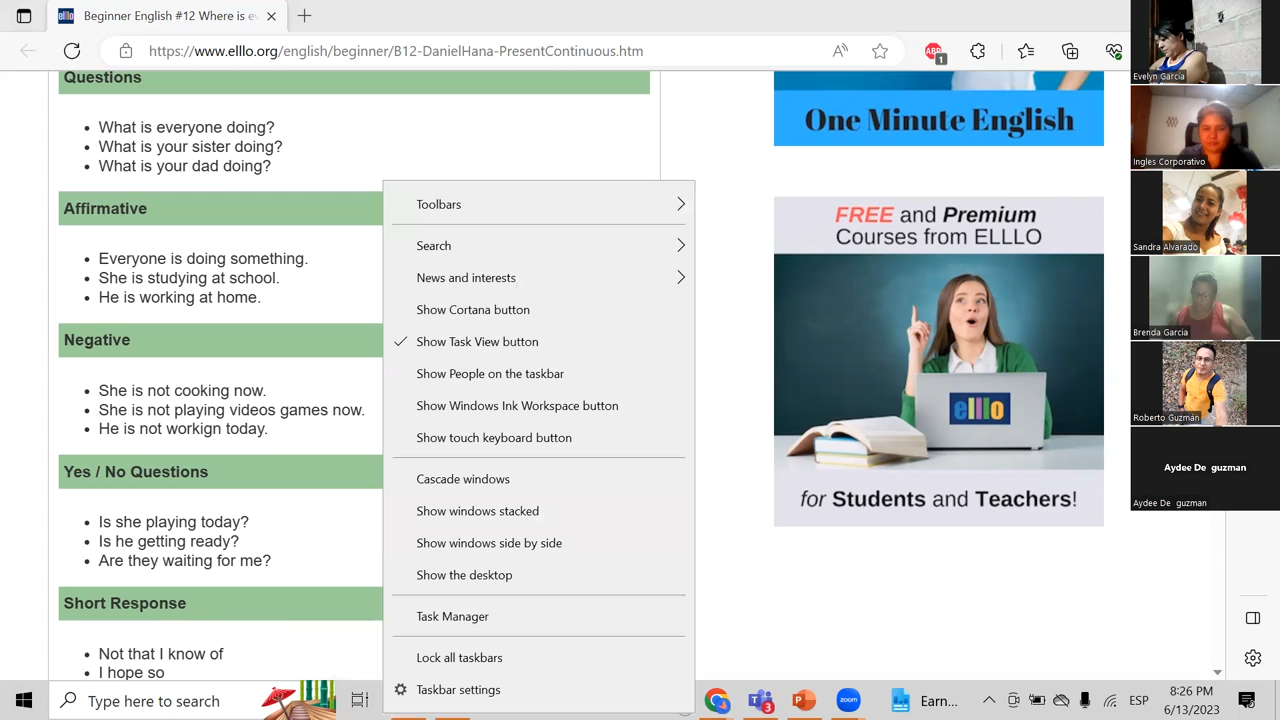 Beginner English #12 Where is ev
https://www.elllo.org/english/beginner/B12-DanielHana-PresentContinuous.htm
1
Questions
What is everyone doing?
What is your sister doing?
What is your dad doing?
Affirmative
Everyone is doing something.
She is studying at school.
He is working at home.
Negative
She is not cooking now.
She is not playing videos games now.
He is not workign today.
Yes / No Questions
Is she playing today?
Is he getting ready?
Are they waiting for me?
Short Response
Not that I know of
I hope so
Toolbars
Search
News and interests
Show Cortana button
Show Task View button
Show People on the taskbar
Show Windows Ink Workspace button
Show touch keyboard button
Cascade windows
Show windows stacked
Show windows side by side
Show the desktop
Task Manager
Lock all taskbars
Taskbar settings
One Minute English
FREE and Premium
Courses from ELLLO
elllo
for Students and Teachers!
Evelyn García
Ingles Corporativo
Sandra Alvarado
Brenda Garcia
Roberto Guzmán
Aydee De guzman
Aydee De guzman
Type here to search
3
zoom
Earn...
ESP
8:26 PM
6/13/2023